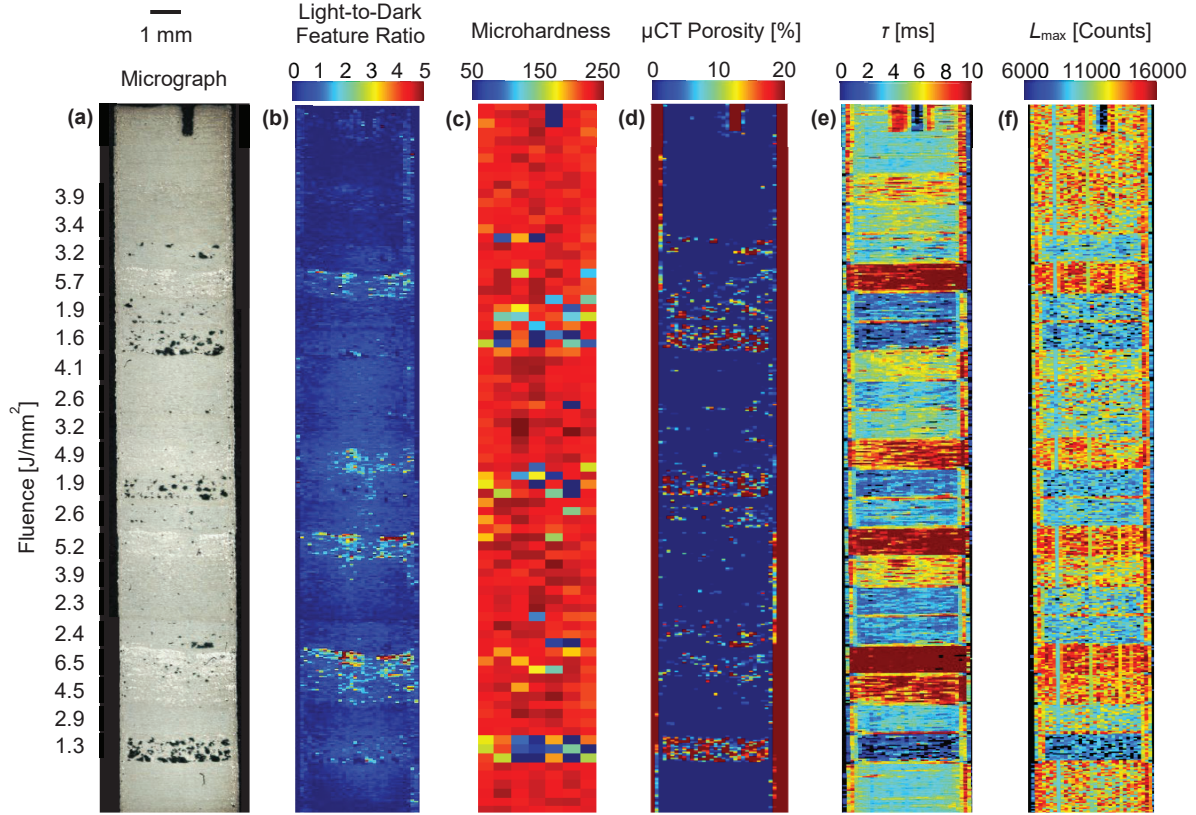 1 mm
Micrograph
Light-to-Dark
Feature Ratio
0 1 2 3 4 5
Microhardness
50 150 250
µCT Porosity [%]
0 10 20
τ [ms]
0 2 4 6 8 10
Lmax [Counts]
6000 11000 16000
(a) (b) (c) (d) (e) (f)
Fluence [J/mm²]
3.9
3.4
3.2
5.7
1.9
1.6
4.1
2.6
3.2
4.9
1.9
2.6
5.2
3.9
2.3
2.4
6.5
4.5
2.9
1.3